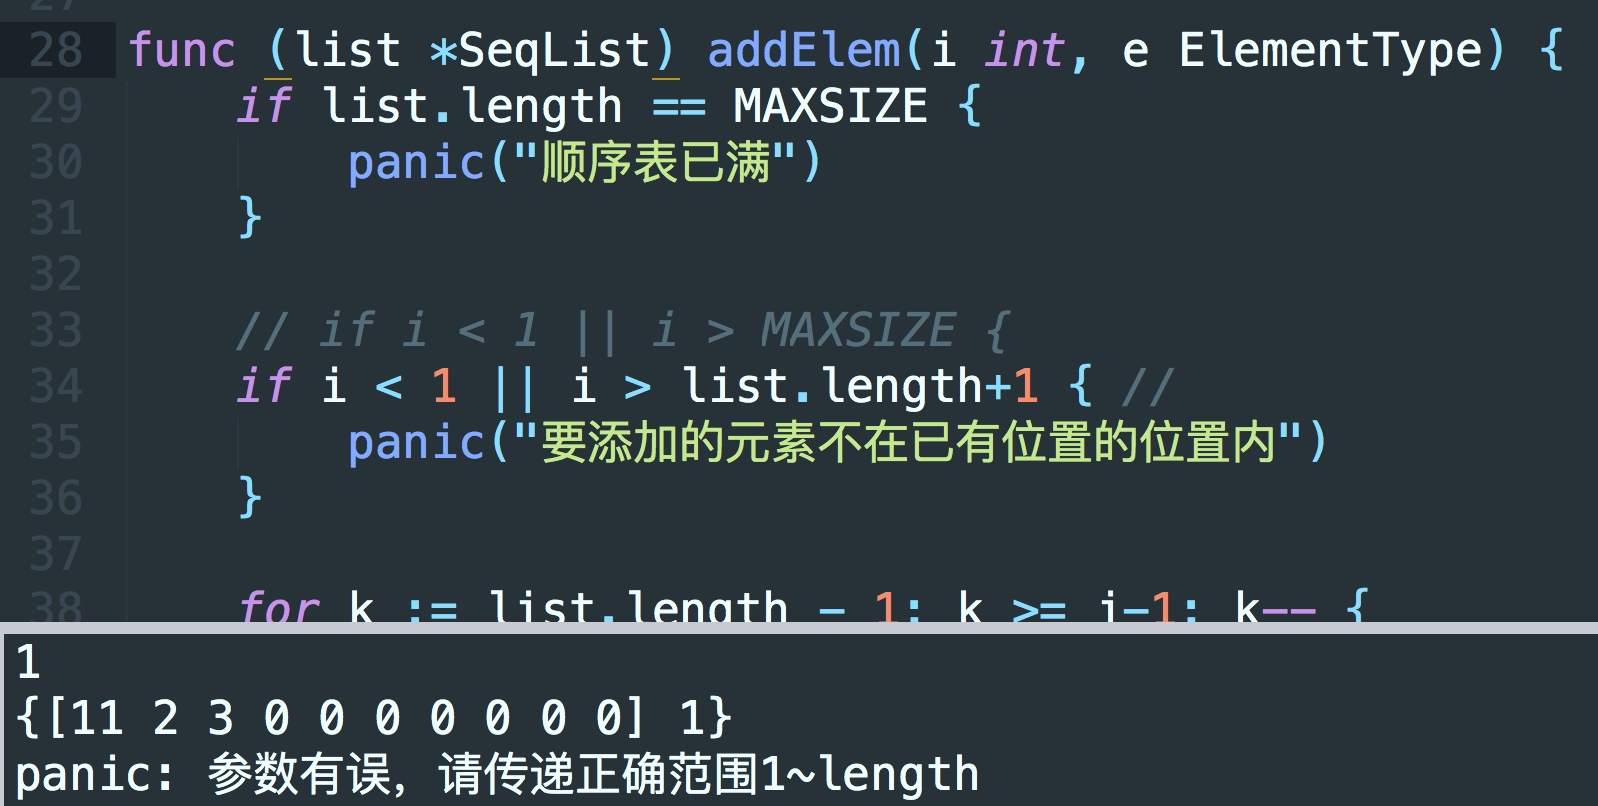 27
28 func (list *SeqList) addElem(i int, e ElementType) {
29 if list.length == MAXSIZE {
30 panic("顺序表已满")
31 }
32
33 // if i < 1 || i > MAXSIZE {
34 if i < 1 || i > list.length+1 { //
35 panic("要添加的元素不在已有位置的位置内")
36 }
37
38 for k := list.length - 1; k >= i-1; k-- {
1
{[11 2 3 0 0 0 0 0 0 0] 1}
panic: 参数有误，请传递正确范围1~length